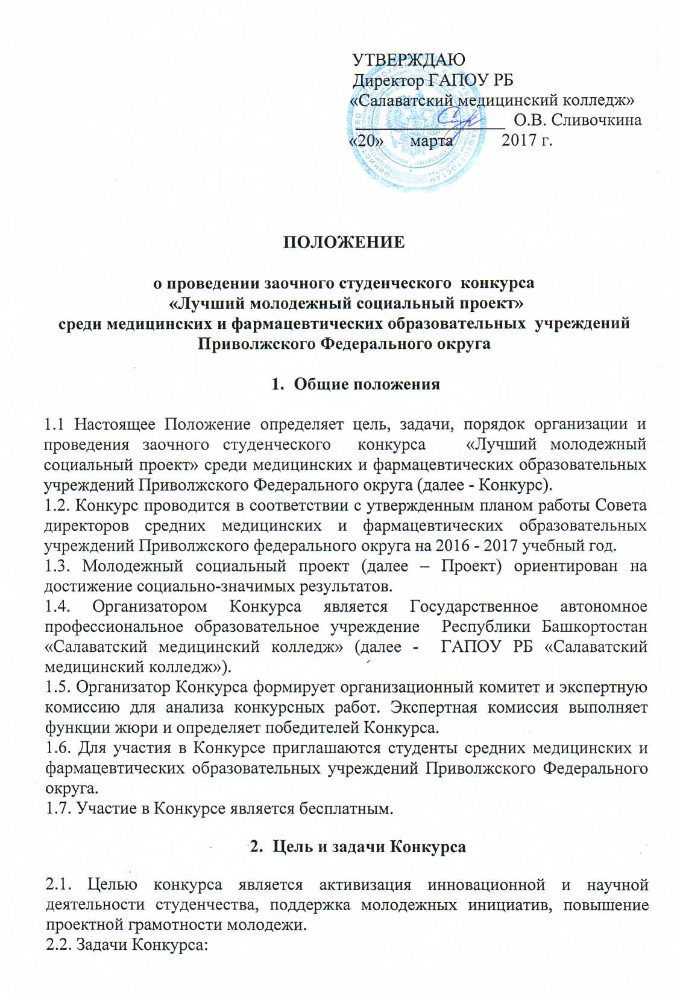 УТВЕРЖДАЮ
Директор ГАПОУ РБ
«Салаватский медицинский колледж»
О.В. Сливочкина
«20» марта 2017 г.
ПОЛОЖЕНИЕ
о проведении заочного студенческого конкурса
«Лучший молодежный социальный проект»
среди медицинских и фармацевтических образовательных учреждений
Приволжского Федерального округа
1. Общие положения
1.1 Настоящее Положение определяет цель, задачи, порядок организации и
проведения заочного студенческого конкурса «Лучший молодежный
социальный проект» среди медицинских и фармацевтических образовательных
учреждений Приволжского Федерального округа (далее - Конкурс).
1.2. Конкурс проводится в соответствии с утвержденным планом работы Совета
директоров средних медицинских и фармацевтических образовательных
учреждений Приволжского федерального округа на 2016 - 2017 учебный год.
1.3. Молодежный социальный проект (далее – Проект) ориентирован на
достижение социально-значимых результатов.
1.4. Организатором Конкурса является Государственное автономное
профессиональное образовательное учреждение Республики Башкортостан
«Салаватский медицинский колледж» (далее - ГАПОУ РБ «Салаватский
медицинский колледж»).
1.5. Организатор Конкурса формирует организационный комитет и экспертную
комиссию для анализа конкурсных работ. Экспертная комиссия выполняет
функции жюри и определяет победителей Конкурса.
1.6. Для участия в Конкурсе приглашаются студенты средних медицинских и
фармацевтических образовательных учреждений Приволжского Федерального
округа.
1.7. Участие в Конкурсе является бесплатным.
2. Цель и задачи Конкурса
2.1. Целью конкурса является активизация инновационной и научной
деятельности студенчества, поддержка молодежных инициатив, повышение
проектной грамотности молодежи.
2.2. Задачи Конкурса: